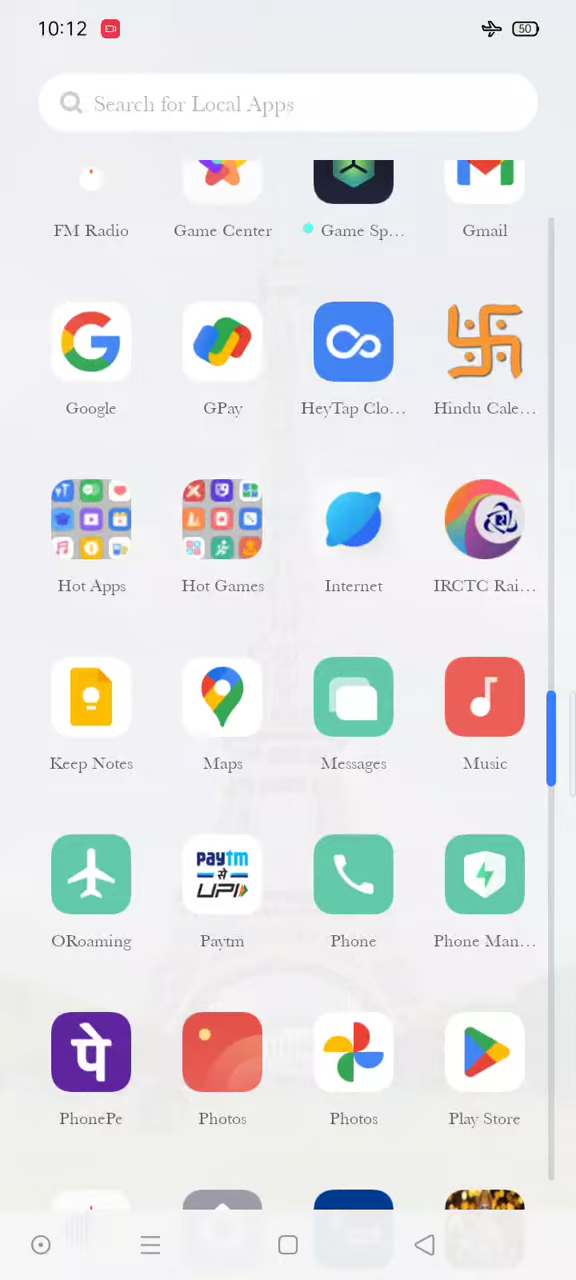 10:12
50
Search for Local Apps
FM Radio Game Center Game Sp... Gmail
Google GPay HeyTap Clo... Hindu Cale...
Hot Apps Hot Games Internet IRCTC Rai...
Keep Notes Maps Messages Music
paytm
से
UPI
ORoaming Paytm Phone Phone Man...
पे
PhonePe Photos Photos Play Store